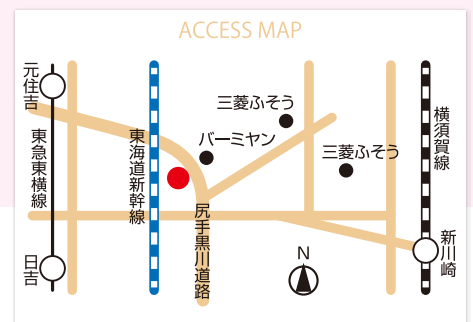 ACCESS MAP
元住吉
三菱ふそう
バーミヤン
三菱ふそう
東急東横線
東海道新幹線
横須賀線
尻手黒川道路
日吉
新川崎
N